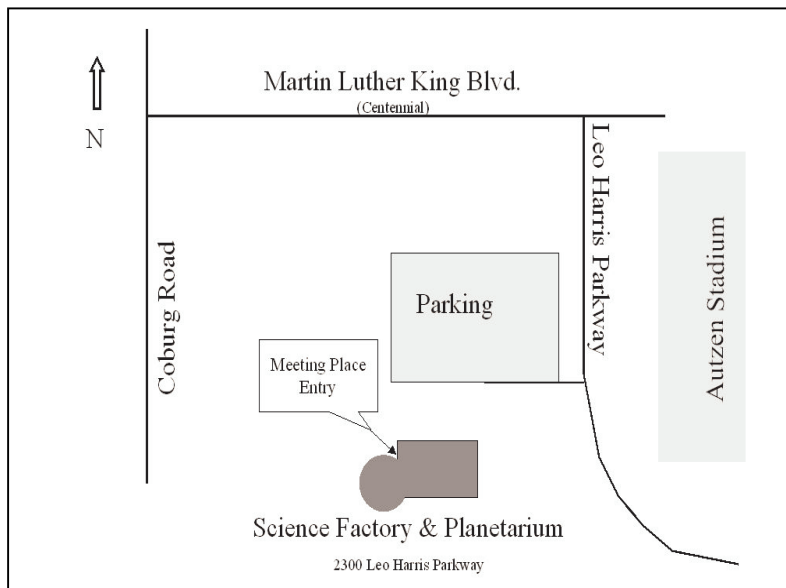 Martin Luther King Blvd.
(Centennial)
N
Leo Harris Parkway
Autzen Stadium
Coburg Road
Parking
Meeting Place
Entry
Science Factory & Planetarium
2300 Leo Harris Parkway